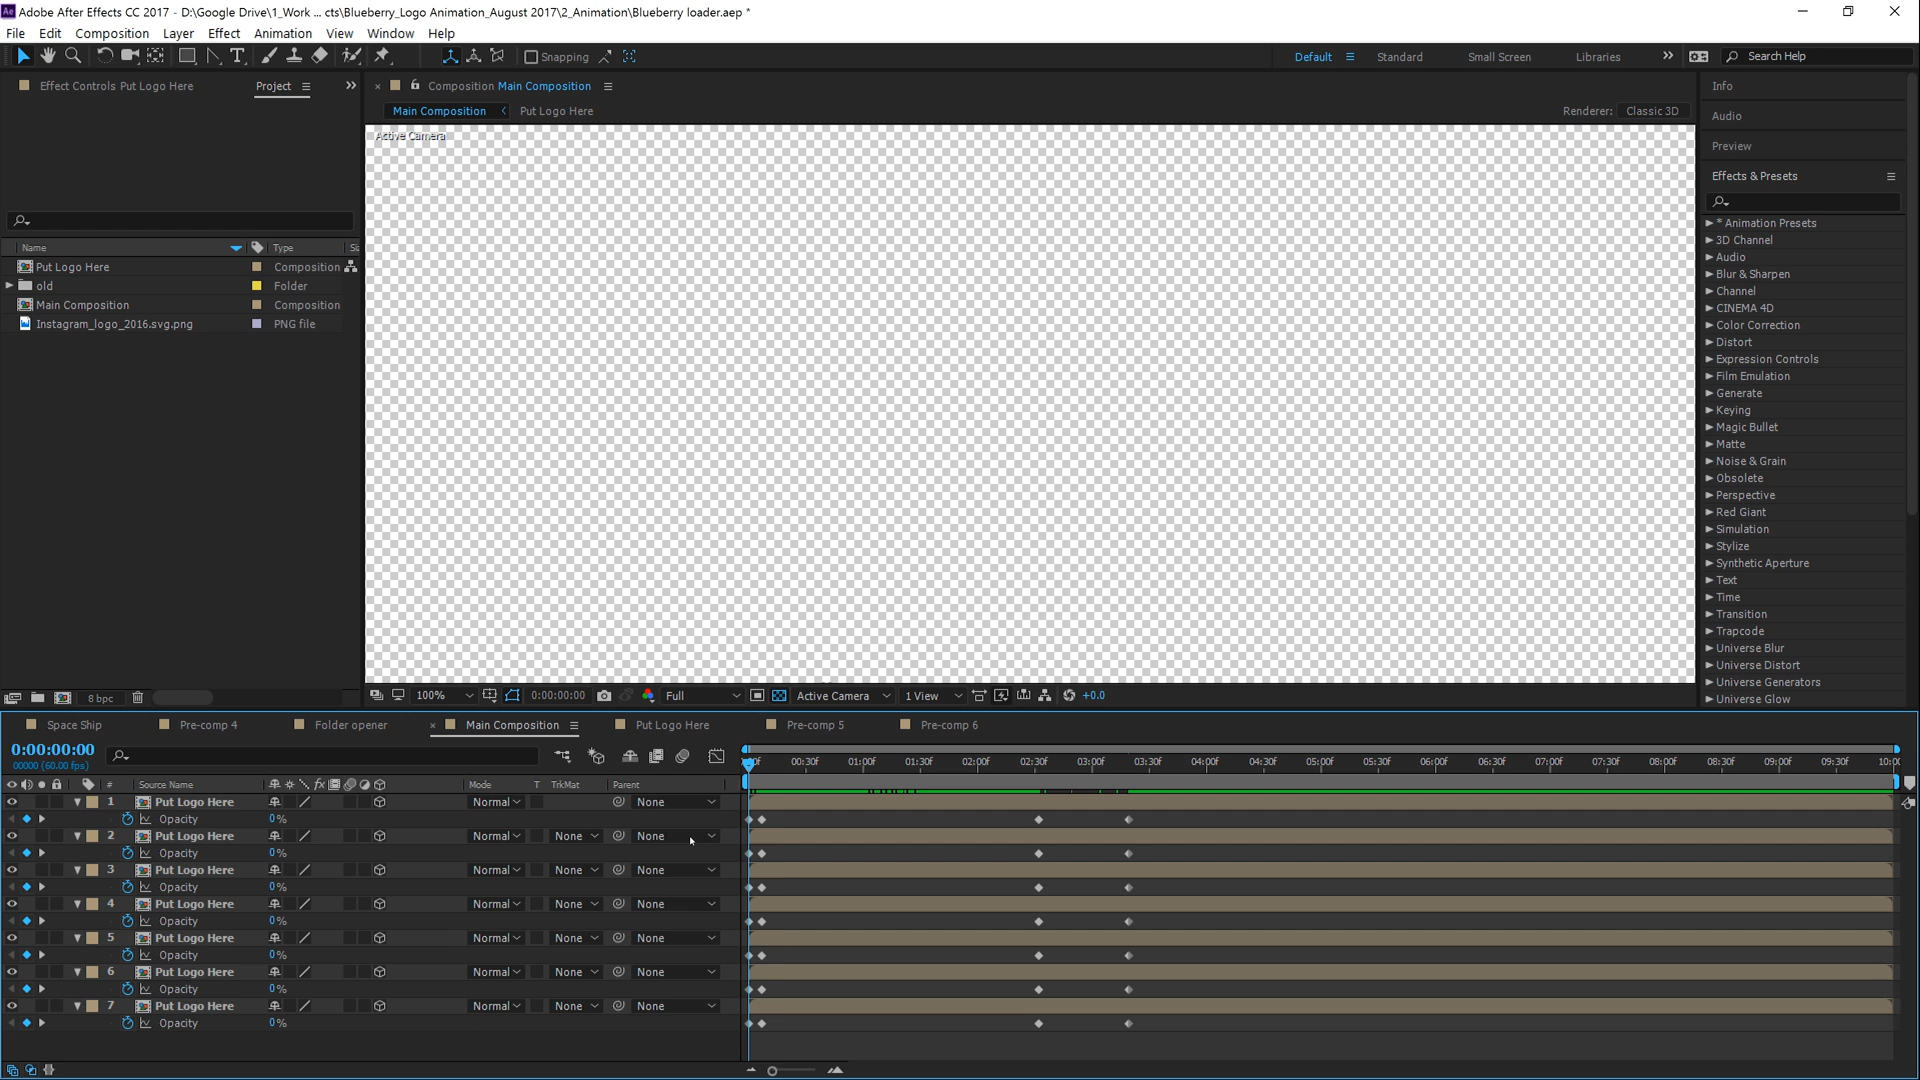 Adobe After Effects CC 2017 - D:\Google Drive\1_Work ... cts\Blueberry_Logo Animation_August 2017\2_Animation\Blueberry loader.aep *
File Edit Composition Layer Effect Animation View Window Help
Snapping Default Standard Small Screen Libraries Search Help
Effect Controls Put Logo Here Project
Composition Main Composition
Main Composition Put Logo Here Renderer: Classic 3D
Active Camera
Name Type Si
Put Logo Here Composition
old Folder
Main Composition Composition
Instagram_logo_2016.svg.png PNG file
8 bpc
100% 0:00:00:00 Full Active Camera 1 View +0.0
Info
Audio
Preview
Effects & Presets
* Animation Presets
3D Channel
Audio
Blur & Sharpen
Channel
CINEMA 4D
Color Correction
Distort
Expression Controls
Film Emulation
Generate
Keying
Magic Bullet
Matte
Noise & Grain
Obsolete
Perspective
Red Giant
Simulation
Stylize
Synthetic Aperture
Text
Time
Transition
Trapcode
Universe Blur
Universe Distort
Universe Generators
Universe Glow
Space Ship Pre-comp 4 Folder opener Main Composition Put Logo Here Pre-comp 5 Pre-comp 6
0:00:00:00
00000 (60.00 fps)
00:30f 01:00f 01:30f 02:00f 02:30f 03:00f 03:30f 04:00f 04:30f 05:00f 05:30f 06:00f 06:30f 07:00f 07:30f 08:00f 08:30f 09:00f 09:30f 10:00
# Source Name fx Mode T TrkMat Parent
1 Put Logo Here Normal None
Opacity 0%
2 Put Logo Here Normal None None
Opacity 0%
3 Put Logo Here Normal None None
Opacity 0%
4 Put Logo Here Normal None None
Opacity 0%
5 Put Logo Here Normal None None
Opacity 0%
6 Put Logo Here Normal None None
Opacity 0%
7 Put Logo Here Normal None None
Opacity 0%